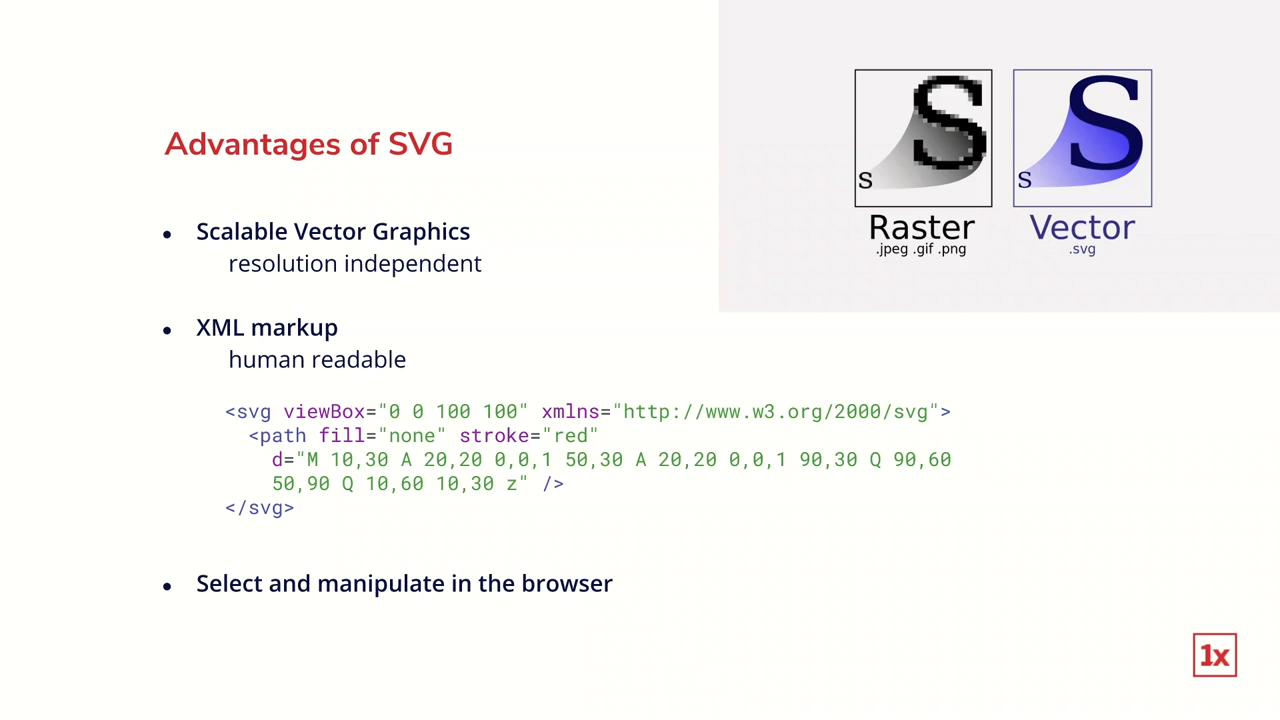 Advantages of SVG
• Scalable Vector Graphics
resolution independent
• XML markup
human readable
<svg viewBox="0 0 100 100" xmlns="http://www.w3.org/2000/svg">
<path fill="none" stroke="red"
d="M 10,30 A 20,20 0,0,1 50,30 A 20,20 0,0,1 90,30 Q 90,60
50,90 Q 10,60 10,30 z" />
</svg>
• Select and manipulate in the browser
S
S
Raster
.jpeg .gif .png
S
S
Vector
.svg
1x